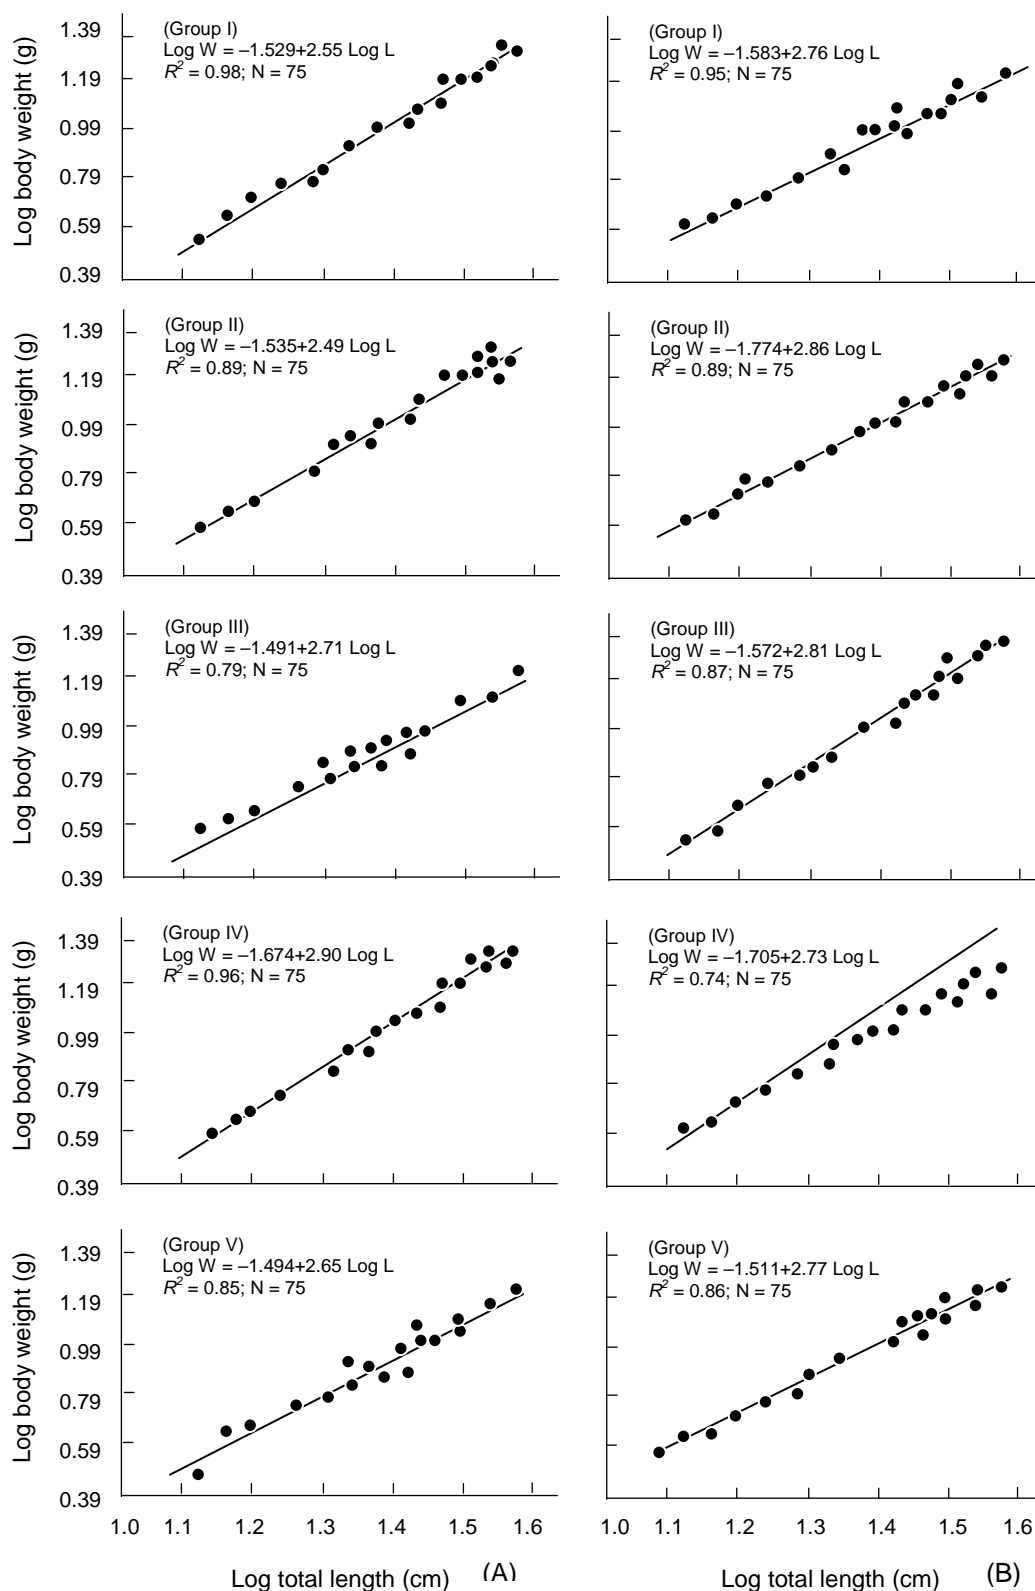 Log body weight (g)
1.39
1.19
0.99
0.79
0.59
0.39
(Group I)
Log W = –1.529+2.55 Log L
R² = 0.98; N = 75
(Group I)
Log W = –1.583+2.76 Log L
R² = 0.95; N = 75
Log body weight (g)
1.39
1.19
0.99
0.79
0.59
0.39
(Group II)
Log W = –1.535+2.49 Log L
R² = 0.89; N = 75
(Group II)
Log W = –1.774+2.86 Log L
R² = 0.89; N = 75
Log body weight (g)
1.39
1.19
0.99
0.79
0.59
0.39
(Group III)
Log W = –1.491+2.71 Log L
R² = 0.79; N = 75
(Group III)
Log W = –1.572+2.81 Log L
R² = 0.87; N = 75
Log body weight (g)
1.39
1.19
0.99
0.79
0.59
0.39
(Group IV)
Log W = –1.674+2.90 Log L
R² = 0.96; N = 75
(Group IV)
Log W = –1.705+2.73 Log L
R² = 0.74; N = 75
Log body weight (g)
1.39
1.19
0.99
0.79
0.59
0.39
(Group V)
Log W = –1.494+2.65 Log L
R² = 0.85; N = 75
(Group V)
Log W = –1.511+2.77 Log L
R² = 0.86; N = 75
1.0 1.1 1.2 1.3 1.4 1.5 1.6
Log total length (cm) (A)
1.0 1.1 1.2 1.3 1.4 1.5 1.6
Log total length (cm) (B)